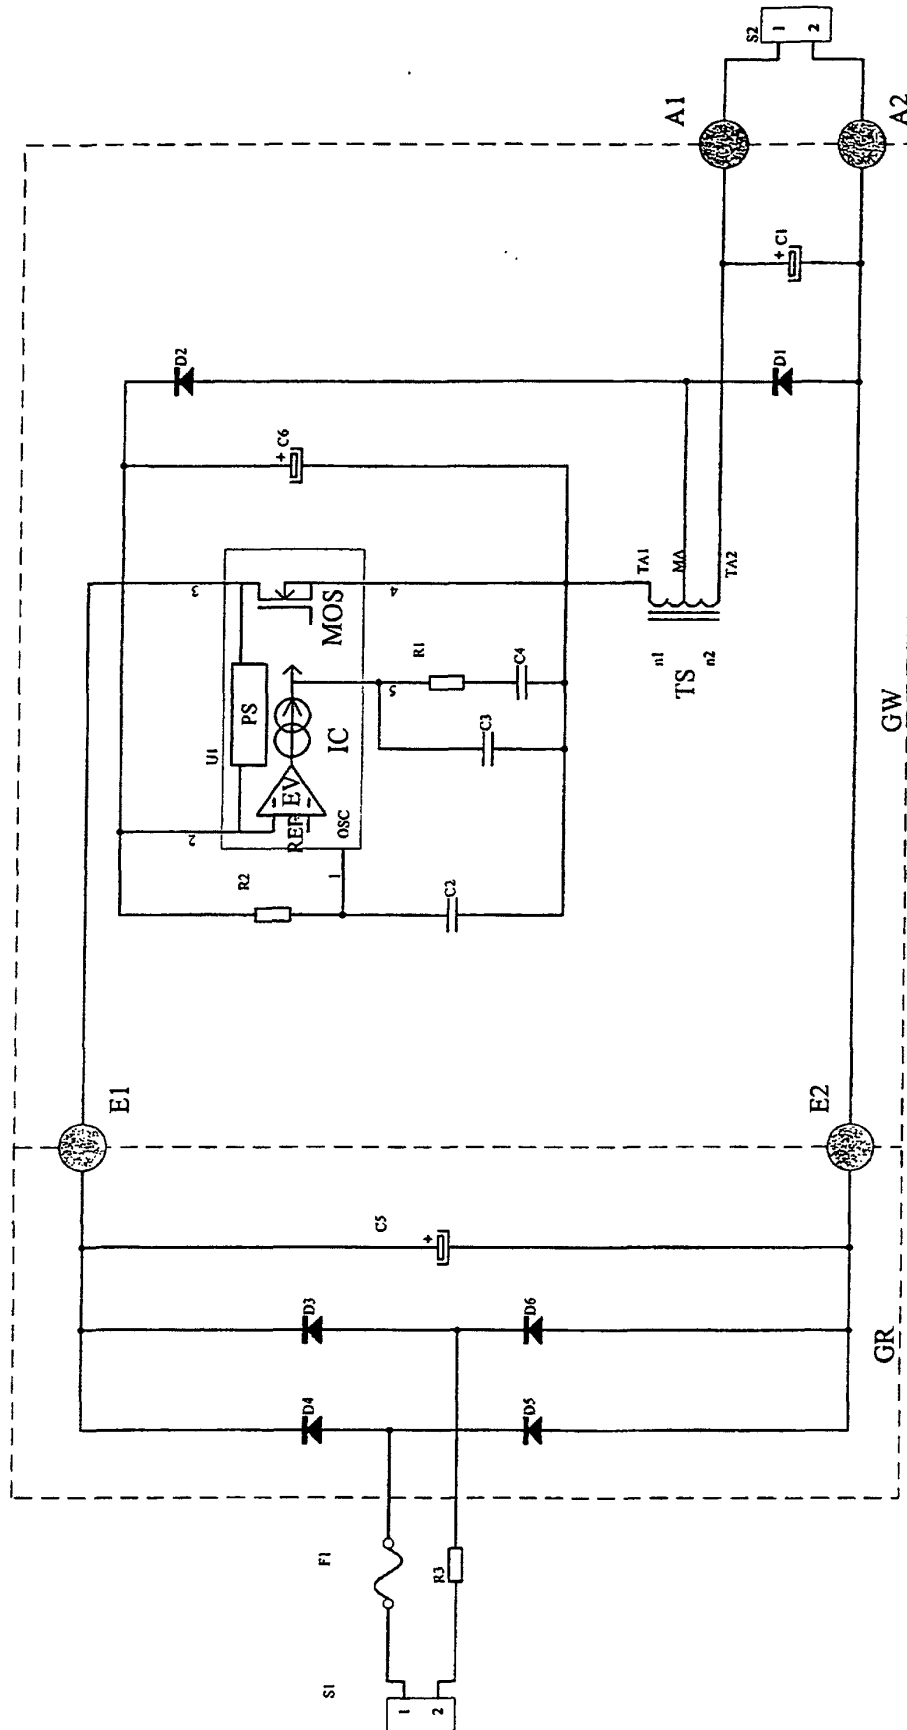 S2
1
2
A1
A2
+ C1
D2
D1
+ C6
TA1
MA
TA2
3
4
MOS
n1
n2
TS
R1
C4
5
PS
U1
IC
C3
EV
REF
OSC
2
GW
R2
1
C2
E1
E2
C5
+
D3
D6
GR
D4
D5
F1
R3
S1
1
2